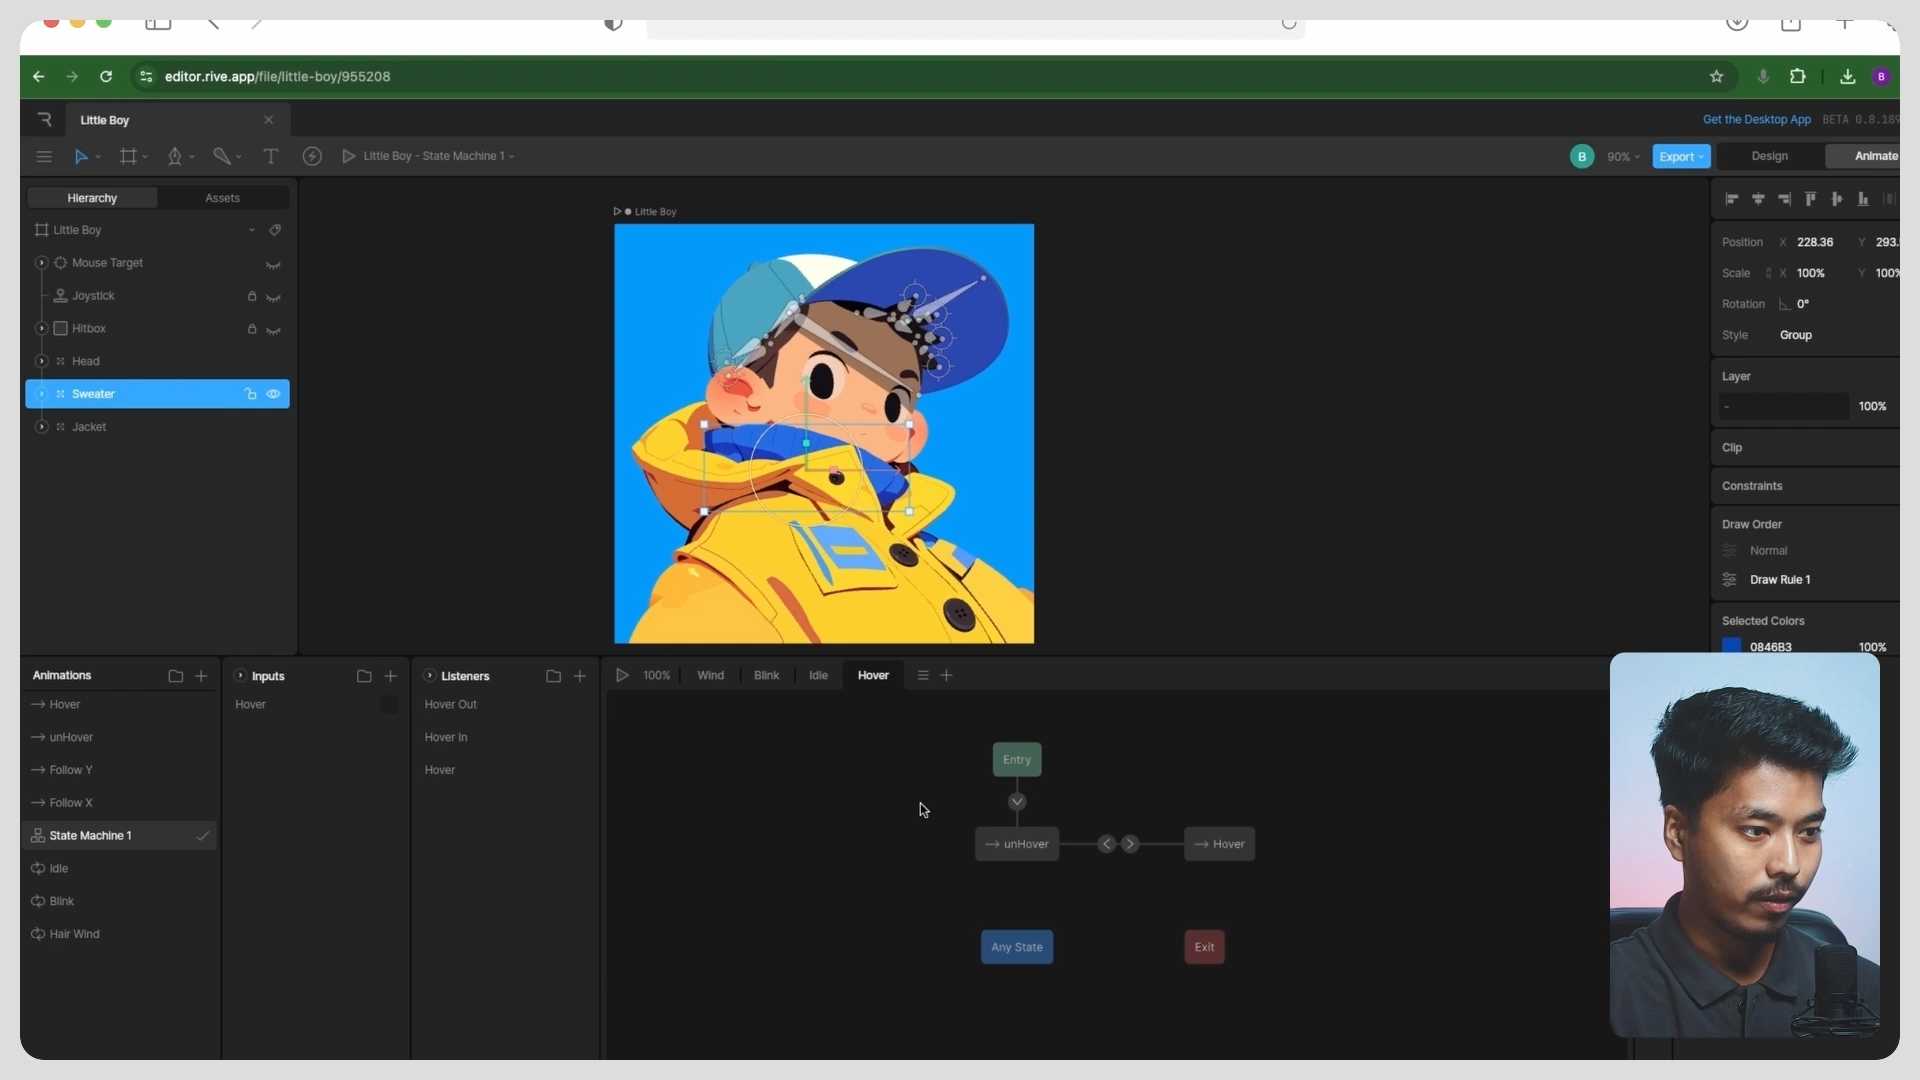 editor.rive.app/file/little-boy/955208
B
Little Boy
Get the Desktop App
BETA 0.8.189
Little Boy - State Machine 1
B
90%
Export
Design
Animate
Hierarchy
Assets
Little Boy
Mouse Target
Joystick
Hitbox
Head
Sweater
Jacket
Little Boy
Position X 228.36 Y 293.
Scale X 100% Y 100%
Rotation 0°
Style Group
Layer
- 100%
Clip
Constraints
Draw Order
Normal
Draw Rule 1
Selected Colors
0846B3 100%
Animations
Hover
unHover
Follow Y
Follow X
State Machine 1
Idle
Blink
Hair Wind
Inputs
Hover
Listeners
Hover Out
Hover In
Hover
100%
Wind
Blink
Idle
Hover
Entry
unHover
Hover
Any State
Exit